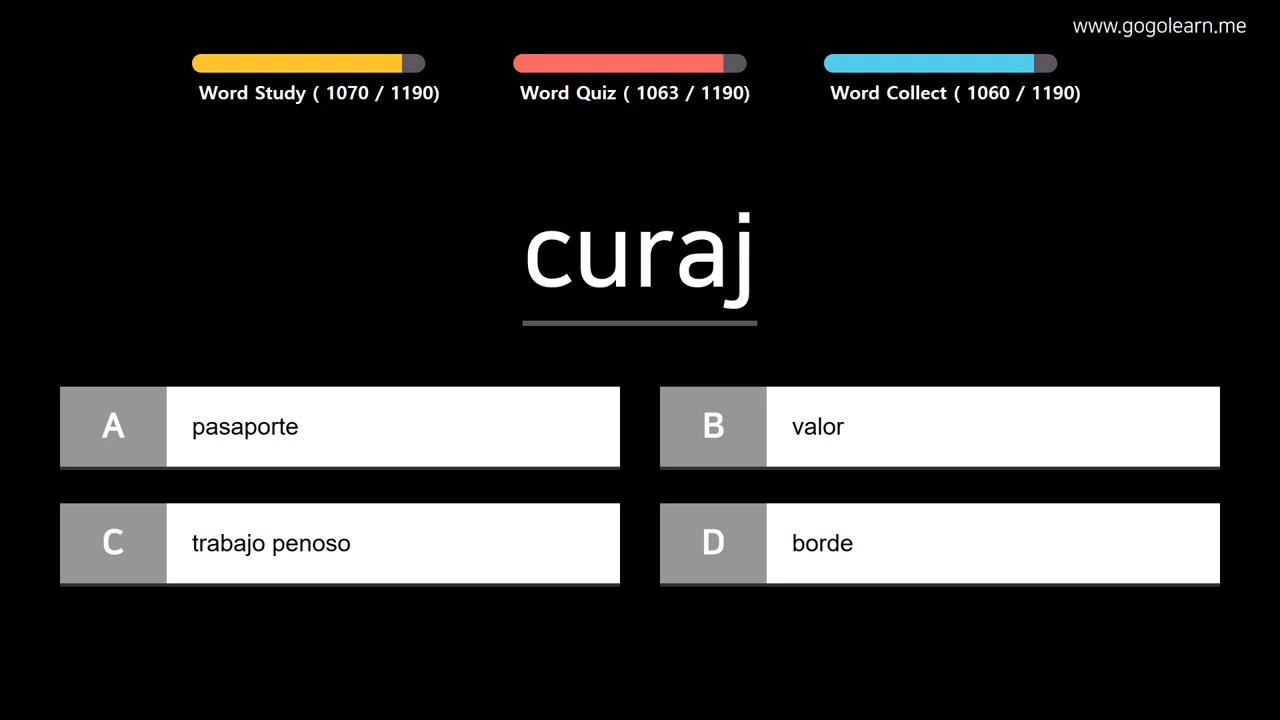 www.gogolearn.me
Word Study ( 1070 / 1190)
Word Quiz ( 1063 / 1190)
Word Collect ( 1060 / 1190)
curaj
A pasaporte
B valor
C trabajo penoso
D borde